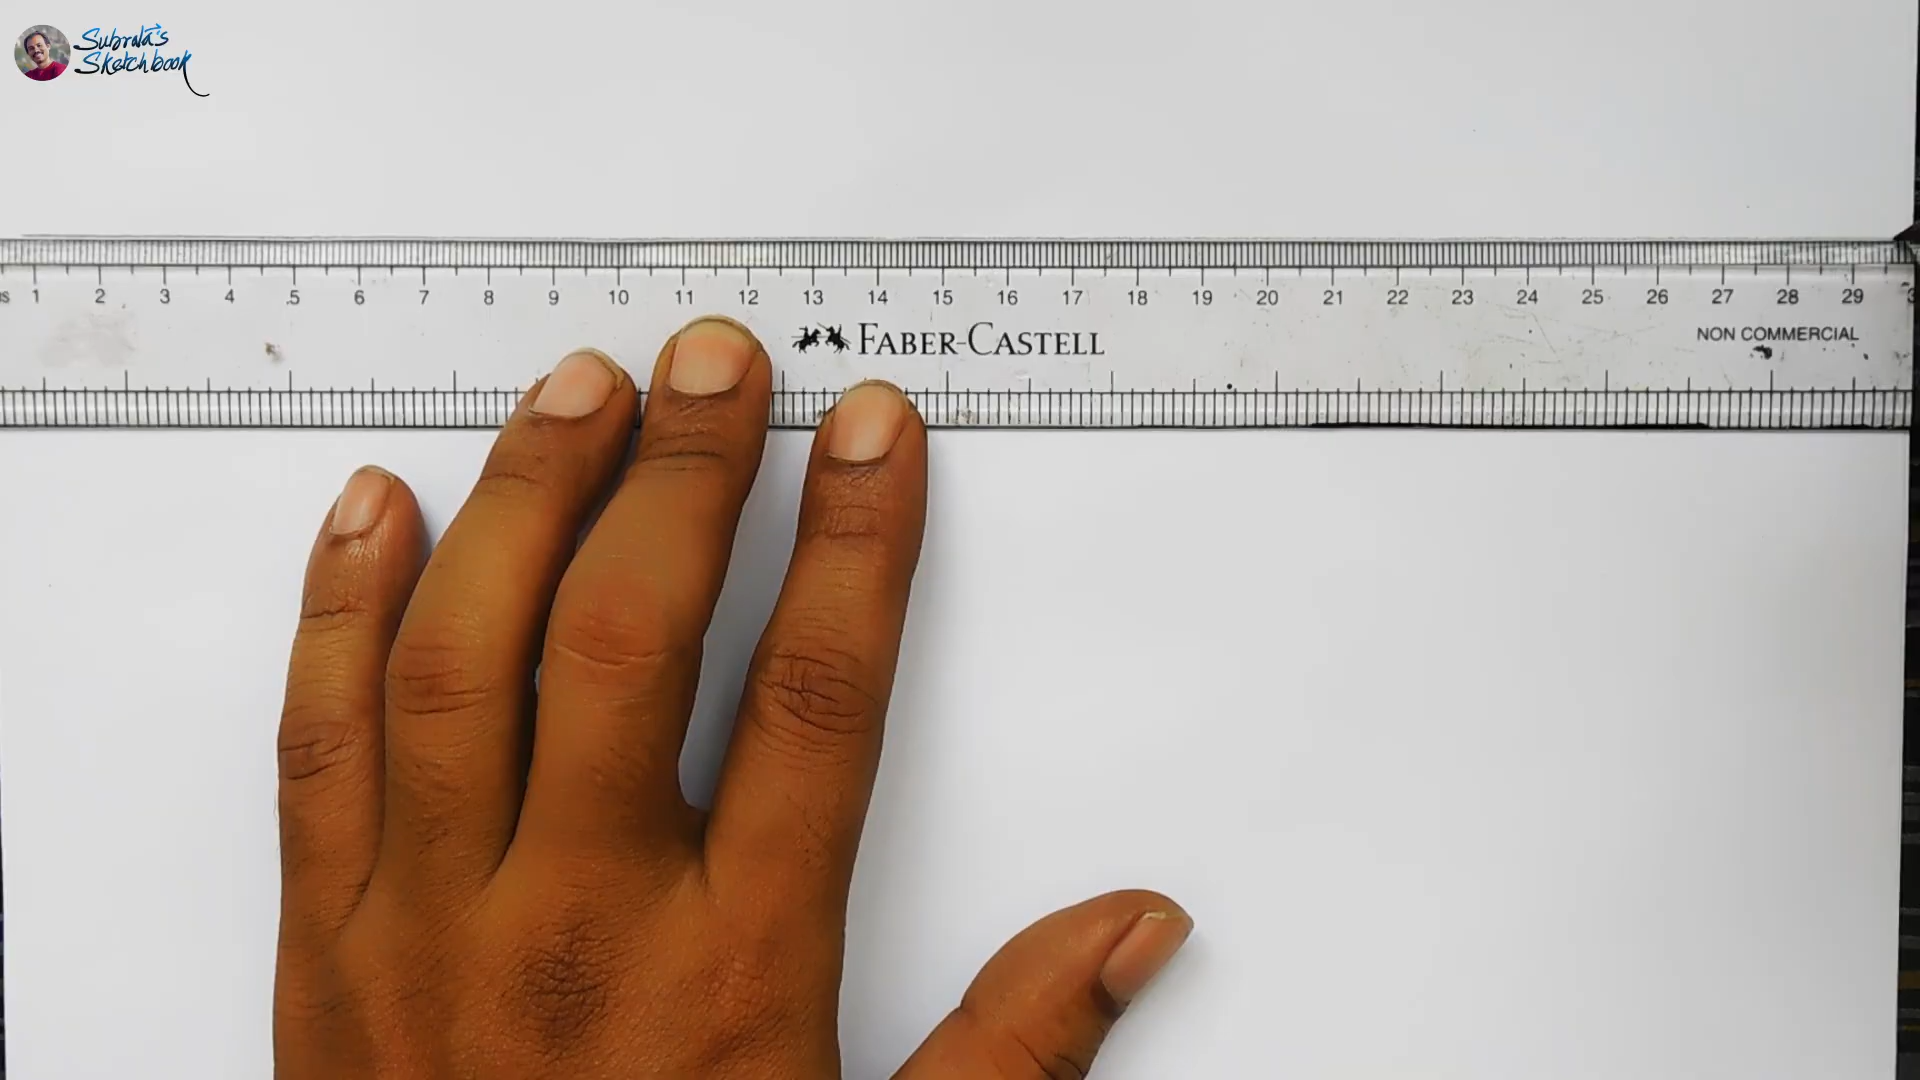 Subrata's
Sketchbook
1 2 3 4 5 6 7 8 9 10 11 12 13 14 15 16 17 18 19 20 21 22 23 24 25 26 27 28 29
FABER-CASTELL
NON COMMERCIAL